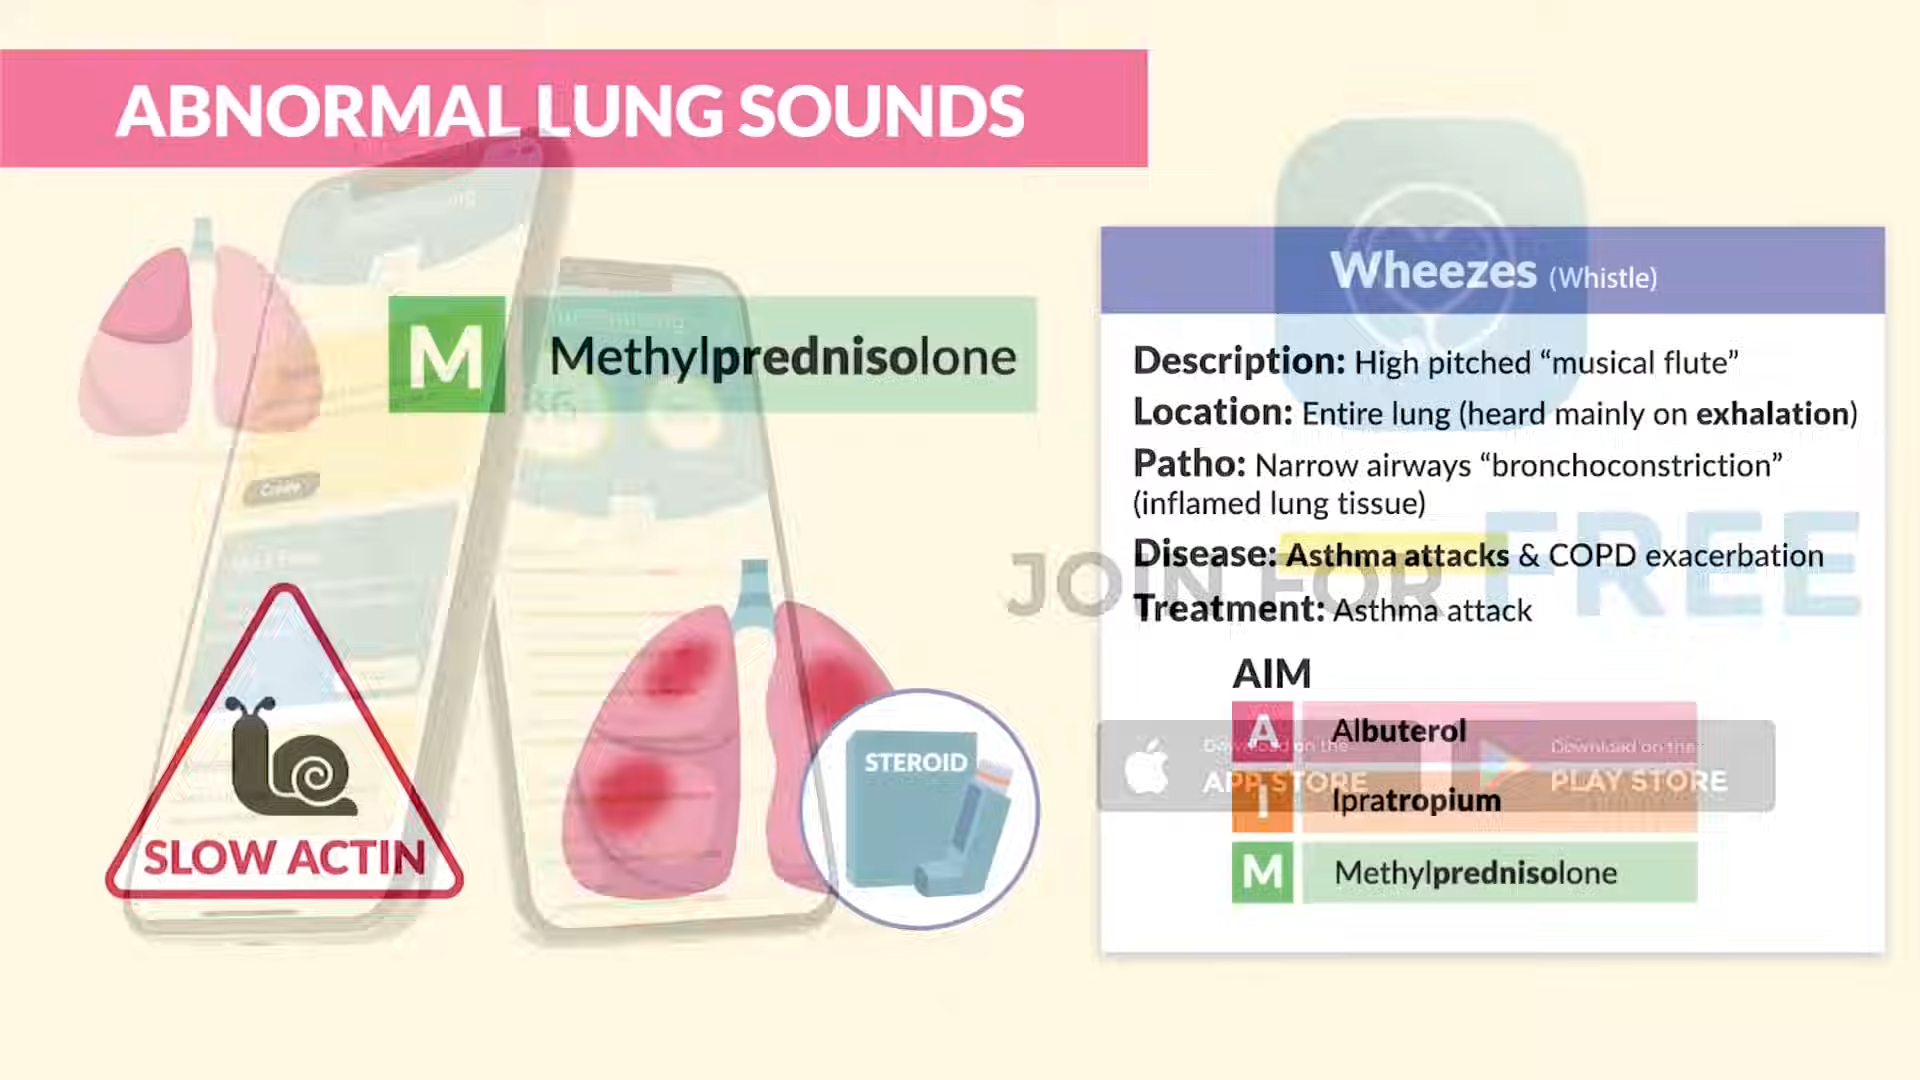 ABNORMAL LUNG SOUNDS
M Methylprednisolone
Create
SLOW ACTIN
STEROID
Wheezes (Whistle)
Description: High pitched “musical flute”
Location: Entire lung (heard mainly on exhalation)
Patho: Narrow airways “bronchoconstriction”
(inflamed lung tissue)
Disease: Asthma attacks & COPD exacerbation
Treatment: Asthma attack
AIM
A Albuterol
I Ipratropium
M Methylprednisolone
JOIN FOR FREE
Download on the
APP STORE
Download on the
PLAY STORE